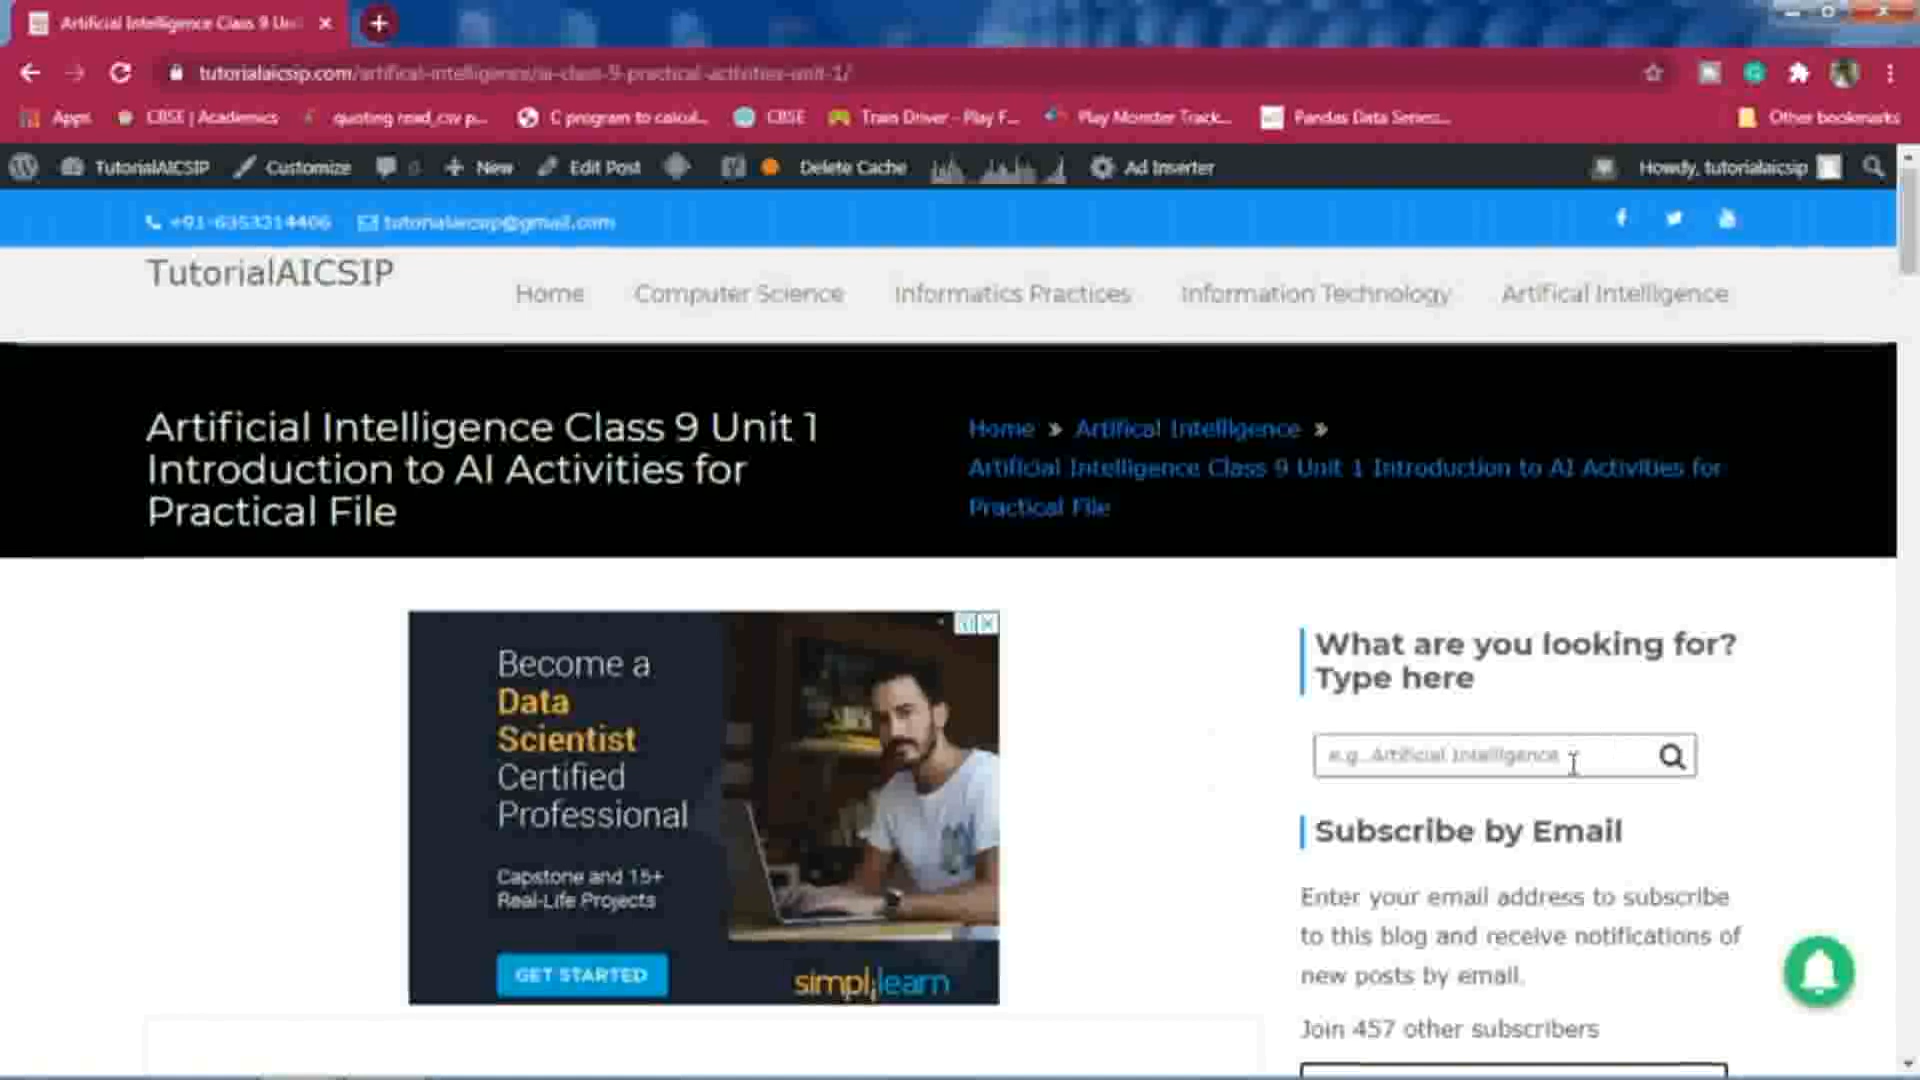 Artificial Intelligence Class 9 Un
tutorialaicsip.com/artifical-intelligence/ai-class-9-practical-activities-unit-1/
Apps CBSE | Academics quoting read_csv p... C program to calcul... CBSE Train Driver - Play F... Play Monster Track... Pandas Data Series:... Other bookmarks
TutorialAICSIP Customize 0 New Edit Post Delete Cache Ad Inserter Howdy, tutorialaicsip
+91-6353214406 tutorialaicsip@gmail.com
TutorialAICSIP
Home Computer Science Informatics Practices Information Technology Artifical Intelligence
Artificial Intelligence Class 9 Unit 1
Introduction to AI Activities for
Practical File
Home » Artifical Intelligence »
Artificial Intelligence Class 9 Unit 1 Introduction to AI Activities for
Practical File
Become a
Data
Scientist
Certified
Professional
Capstone and 15+
Real-Life Projects
GET STARTED
simplilearn
What are you looking for?
Type here
e.g. Artificial Intelligence
Subscribe by Email
Enter your email address to subscribe
to this blog and receive notifications of
new posts by email.
Join 457 other subscribers